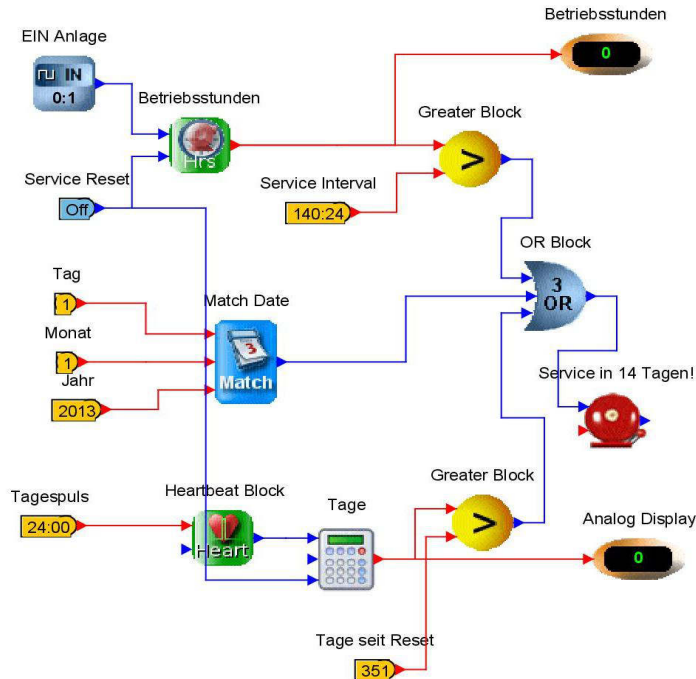 Betriebsstunden
0
EIN Anlage
IN
0:1
Betriebsstunden
Hrs
Greater Block
>
Service Reset
Off
Service Interval
140:24
OR Block
3
OR
Tag
1
Match Date
3
Match
Monat
1
Jahr
2013
Service in 14 Tagen!
Tagespuls
24:00
Heartbeat Block
Heart
Tage
Greater Block
>
Analog Display
0
Tage seit Reset
351